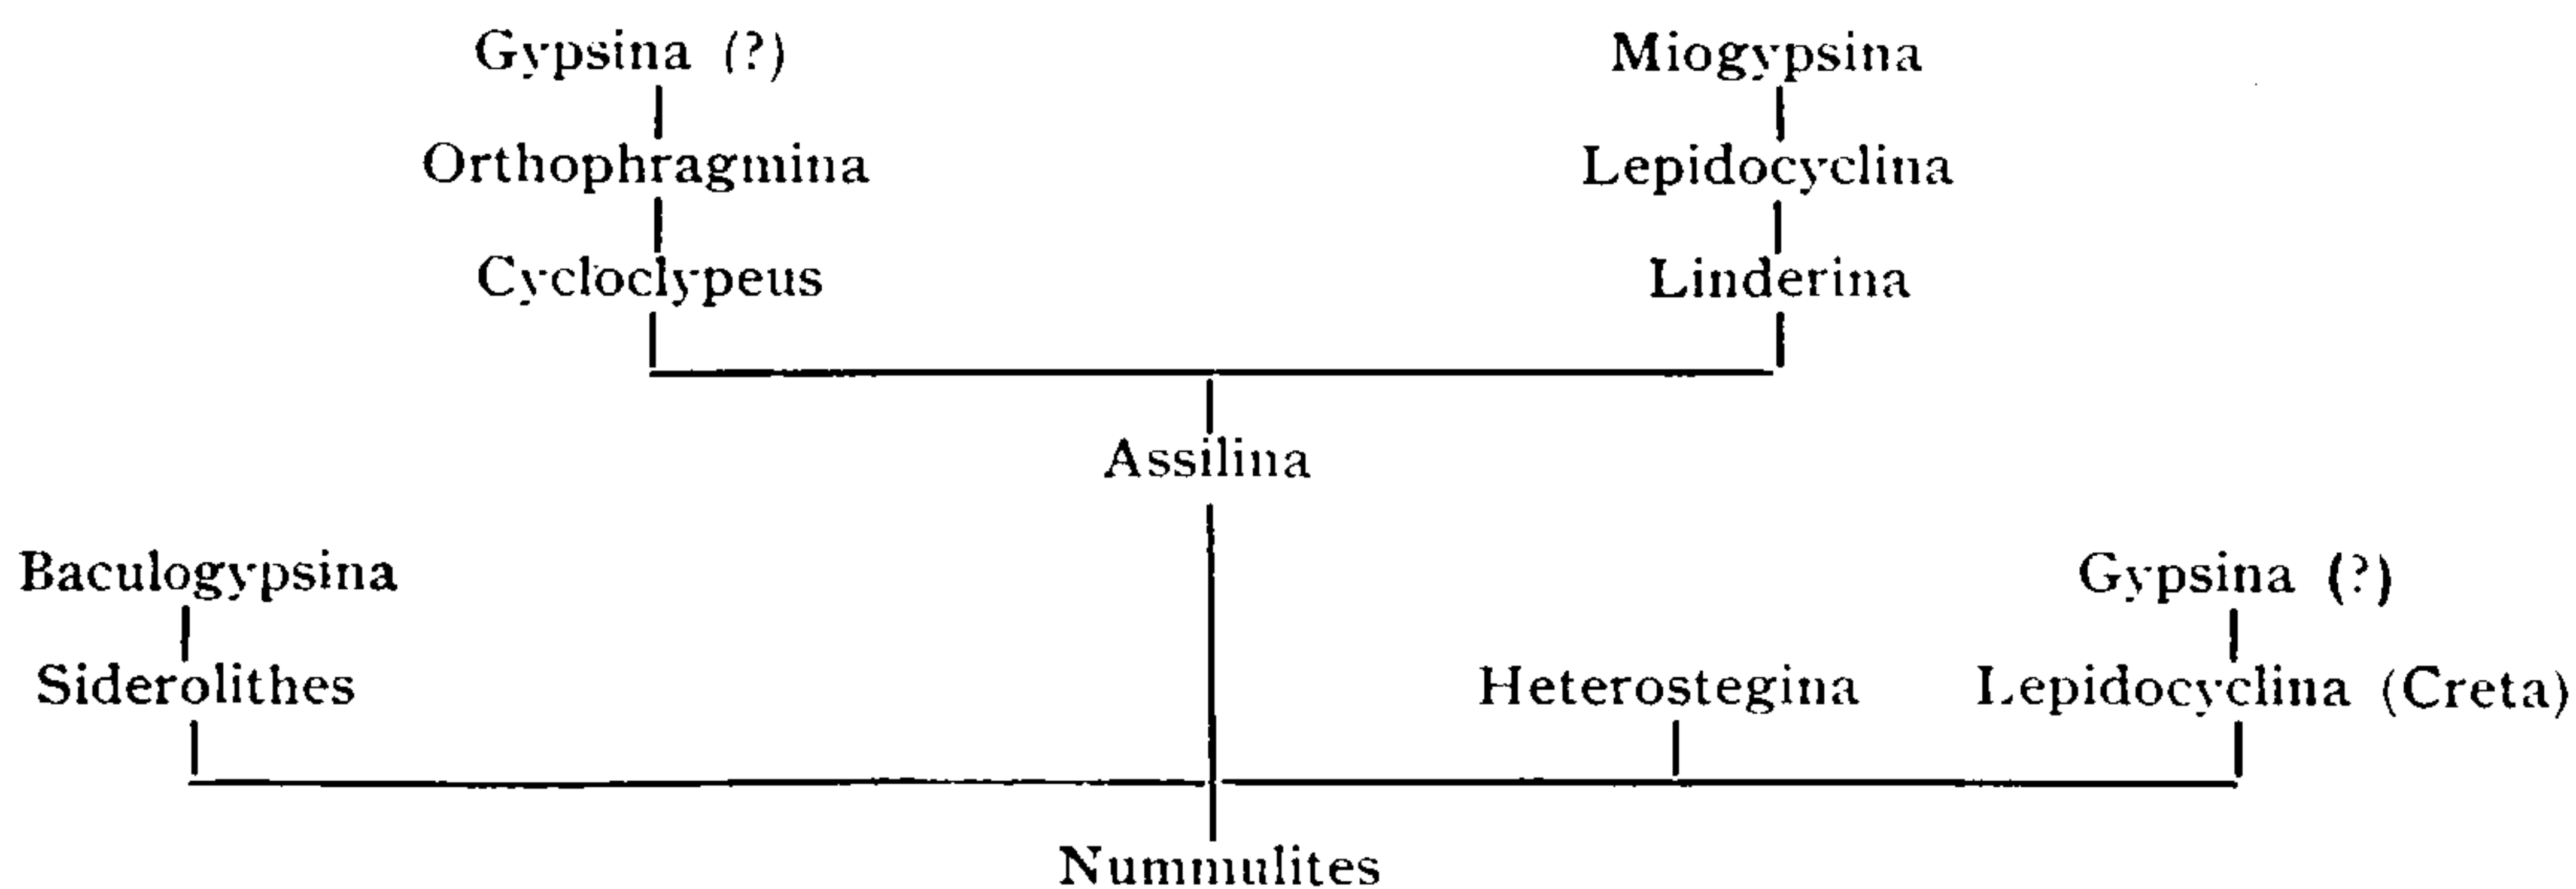 Gypsina (?) Miogypsina
Orthophragmina Lepidocyclina
Cycloclypeus Linderina
Assilina
Baculogypsina Gypsina (?)
Siderolithes Heterostegina Lepidocyclina (Creta)
Nummulites